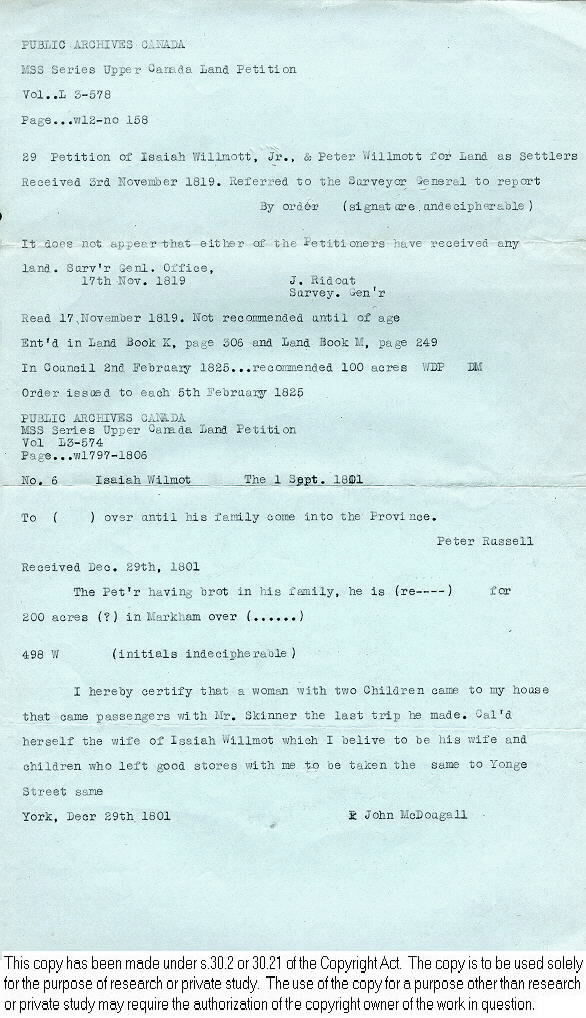 PUBLIC ARCHIVES CANADA
MSS Series Upper Canada Land Petition
Vol..L 3-578
Page...w12-no 158
29 Petition of Isaiah Willmott, Jr., & Peter Willmott for Land as Settlers
Received 3rd November 1819. Referred to the Surveyor General to report
By order (signature undecipherable)
It does not appear that either of the Petitioners have received any
land. Surv'r Genl. Office,
17th Nov. 1819 J. Ridout
Survey. Gen'r
Read 17 November 1819. Not recommended until of age
Ent'd in Land Book K, page 306 and Land Book M, page 249
In Council 2nd February 1825...recommended 100 acres WDP DM
Order issued to each 5th February 1825
PUBLIC ARCHIVES CANADA
MSS Series Upper Canada Land Petition
Vol L3-574
Page...w1797-1806
No. 6 Isaiah Wilmot The 1 Sept. 1801
To ( ) over until his family come into the Province.
Peter Russell
Received Dec. 29th, 1801
The Pet'r having brot in his family, he is (re----) for
200 acres (?) in Markham over (......)
498 W (initials indecipherable)
I hereby certify that a woman with two Children came to my house
that came passengers with Mr. Skinner the last trip he made. Cal'd
herself the wife of Isaiah Willmot which I belive to be his wife and
children who left good stores with me to be taken the same to Yonge
Street same
York, Decr 29th 1801 John McDougall
This copy has been made under s.30.2 or 30.21 of the Copyright Act. The copy is to be used solely
for the purpose of research or private study. The use of the copy for a purpose other than research
or private study may require the authorization of the copyright owner of the work in question.